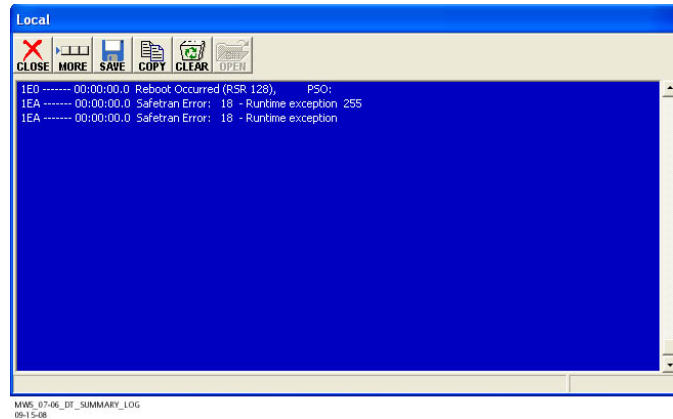 Local
CLOSE MORE SAVE COPY CLEAR OPEN
1E0 ------- 00:00:00.0 Reboot Occurred (RSR 128), PSO:
1EA ------- 00:00:00.0 Safetran Error: 18 - Runtime exception 255
1EA ------- 00:00:00.0 Safetran Error: 18 - Runtime exception
MW5_07-06_DT_SUMMARY_LOG
09-15-08